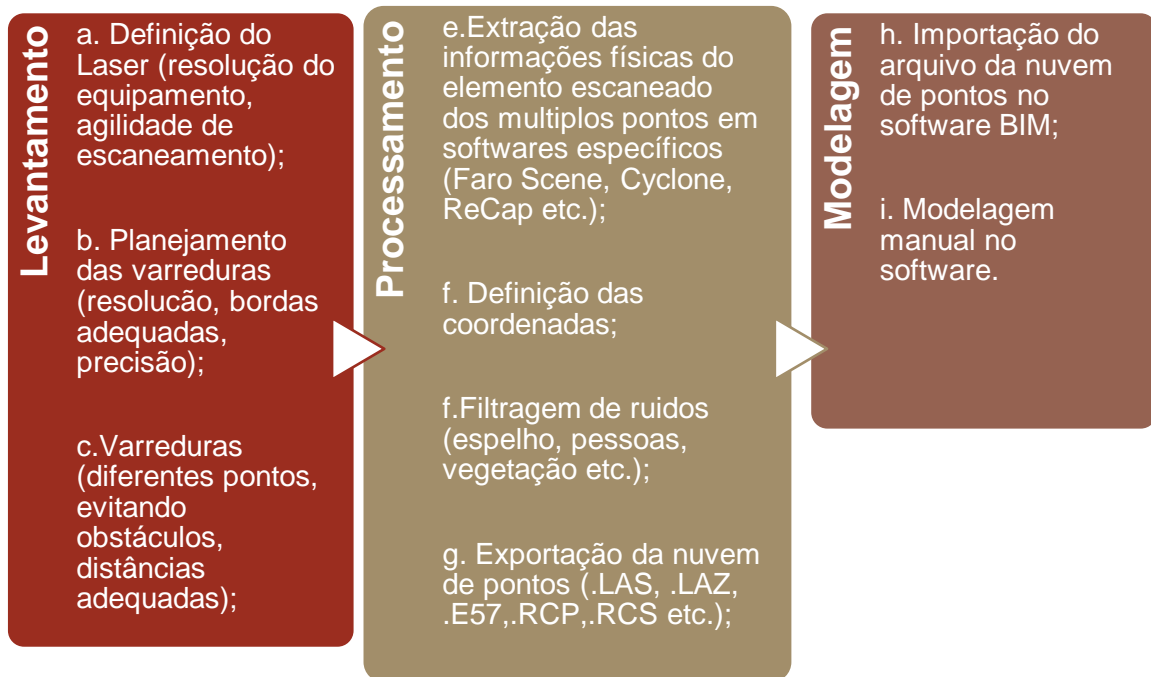 Levantamento
a. Definição do
Laser (resolução do
equipamento,
agilidade de
escaneamento);
b. Planejamento
das varreduras
(resolucão, bordas
adequadas,
precisão);
c.Varreduras
(diferentes pontos,
evitando
obstáculos,
distâncias
adequadas);
Processamento
e.Extração das
informações físicas do
elemento escaneado
dos multiplos pontos em
softwares específicos
(Faro Scene, Cyclone,
ReCap etc.);
f. Definição das
coordenadas;
f.Filtragem de ruidos
(espelho, pessoas,
vegetação etc.);
g. Exportação da nuvem
de pontos (.LAS, .LAZ,
.E57,.RCP,.RCS etc.);
Modelagem
h. Importação do
arquivo da nuvem
de pontos no
software BIM;
i. Modelagem
manual no
software.